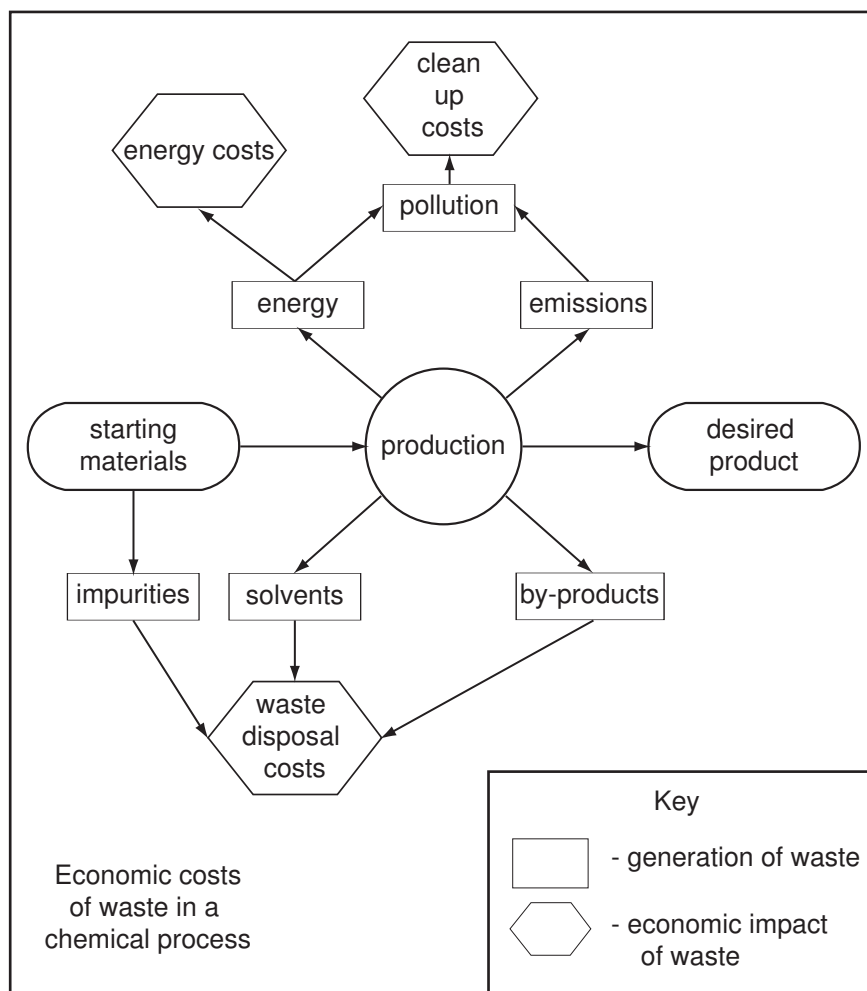 clean
up
costs
energy costs
pollution
energy
emissions
starting
materials
production
desired
product
impurities
solvents
by-products
waste
disposal
costs
Economic costs
of waste in a
chemical process
Key
- generation of waste
- economic impact
of waste